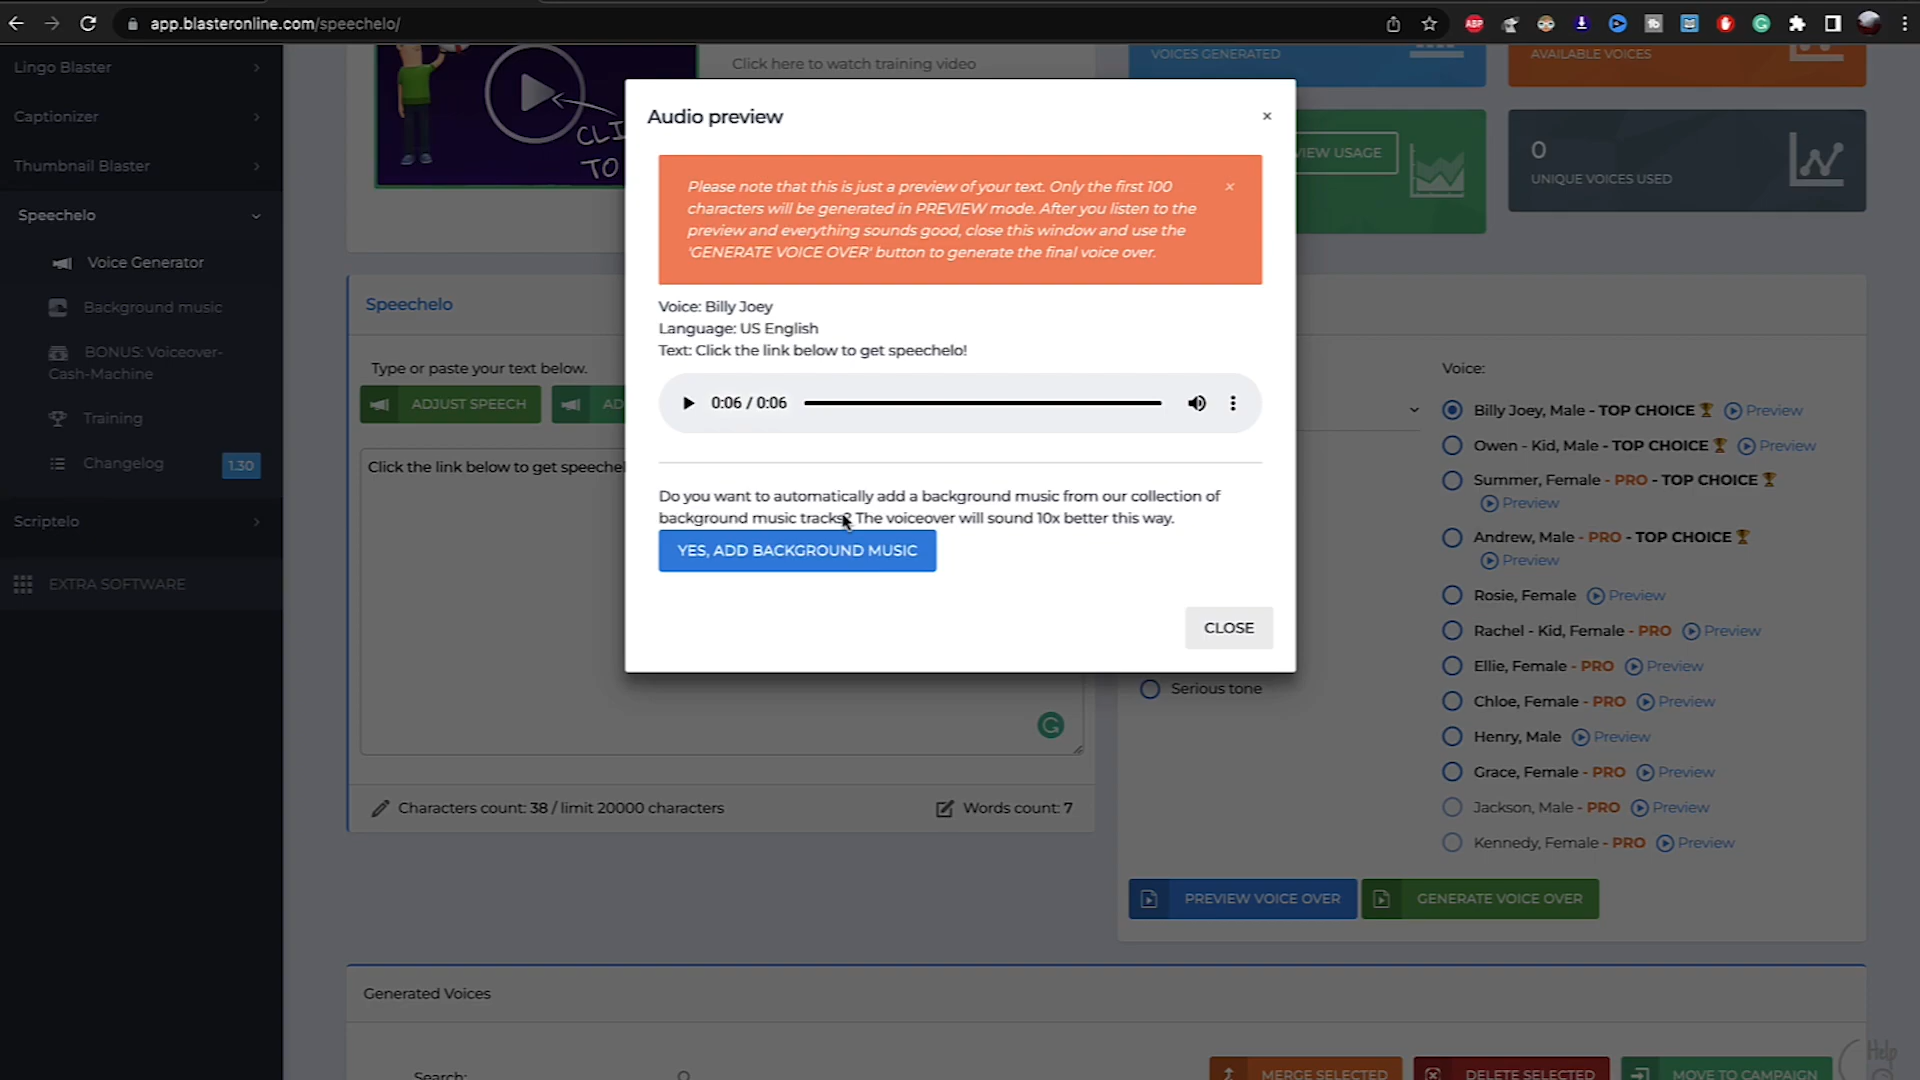 app.blasteronline.com/speechelo/
ABP
Lingo Blaster
Captionizer
Thumbnail Blaster
Speechelo
Voice Generator
Background music
BONUS: Voiceover-
Cash-Machine
Training
Changelog
1.30
Scriptelo
EXTRA SOFTWARE
CLI
TO
Click here to watch training video
VOICES GENERATED
AVAILABLE VOICES
VIEW USAGE
0
UNIQUE VOICES USED
Audio preview
×
Please note that this is just a preview of your text. Only the first 100
characters will be generated in PREVIEW mode. After you listen to the
preview and everything sounds good, close this window and use the
'GENERATE VOICE OVER' button to generate the final voice over.
×
Voice: Billy Joey
Language: US English
Text: Click the link below to get speechelo!
0:06 / 0:06
Do you want to automatically add a background music from our collection of
background music tracks? The voiceover will sound 10x better this way.
YES, ADD BACKGROUND MUSIC
CLOSE
Speechelo
Type or paste your text below.
ADJUST SPEECH
AD
Click the link below to get speechel
Characters count: 38 / limit 20000 characters
Words count: 7
Serious tone
Voice:
Billy Joey, Male - TOP CHOICE Preview
Owen - Kid, Male - TOP CHOICE Preview
Summer, Female - PRO - TOP CHOICE
Preview
Andrew, Male - PRO - TOP CHOICE
Preview
Rosie, Female Preview
Rachel - Kid, Female - PRO Preview
Ellie, Female - PRO Preview
Chloe, Female - PRO Preview
Henry, Male Preview
Grace, Female - PRO Preview
Jackson, Male - PRO Preview
Kennedy, Female - PRO Preview
PREVIEW VOICE OVER
GENERATE VOICE OVER
Generated Voices
Search:
MERGE SELECTED
DELETE SELECTED
MOVE TO CAMPAIGN
Help